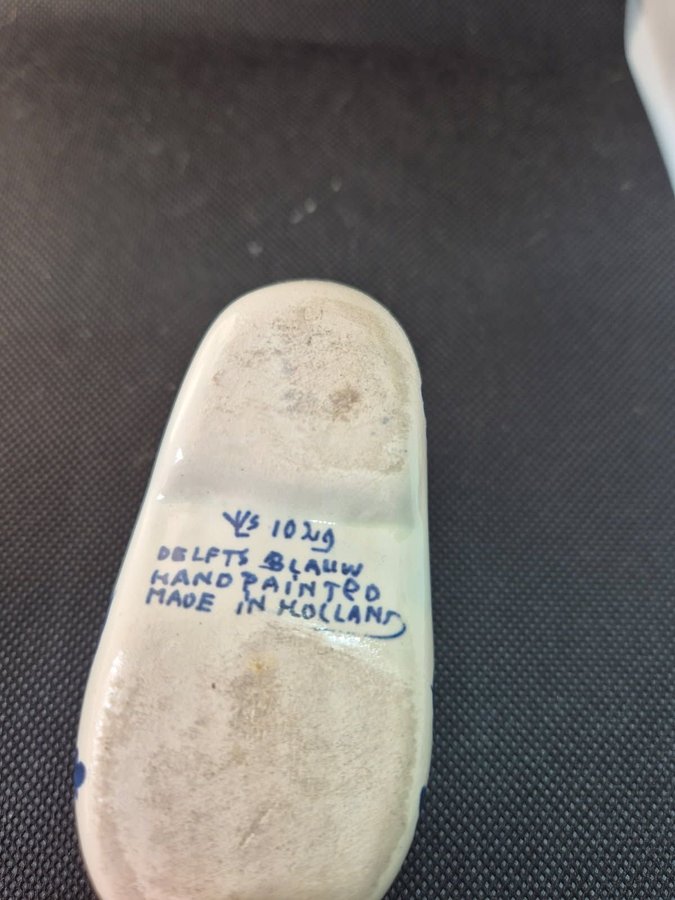 1029
DELFTS BLAUW
HANDPAINTED
MADE IN HOLLAND